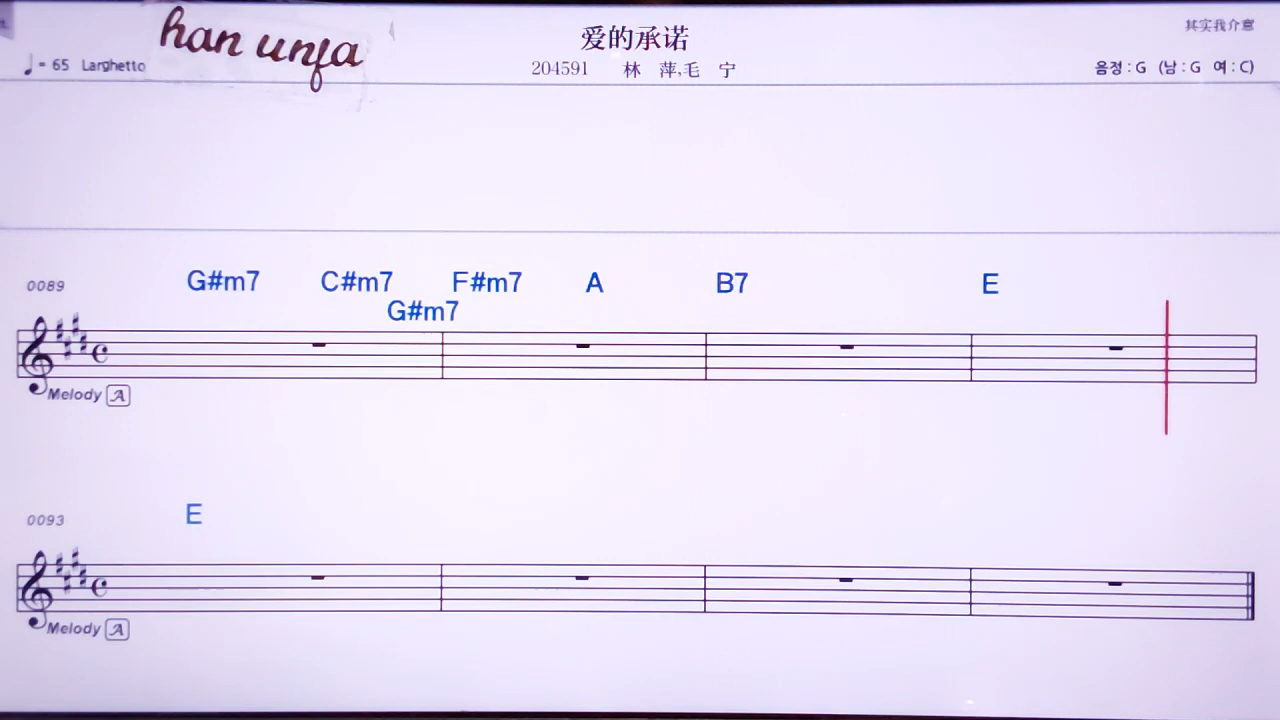 han unfa
爱的承诺
其实我介意
♩= 65 Larghetto
204591 林 萍,毛 宁
음정 : G (남 : G 여 : C)
0089
G#m7 C#m7 F#m7 A B7 E
G#m7
Melody A
0093
E
Melody A